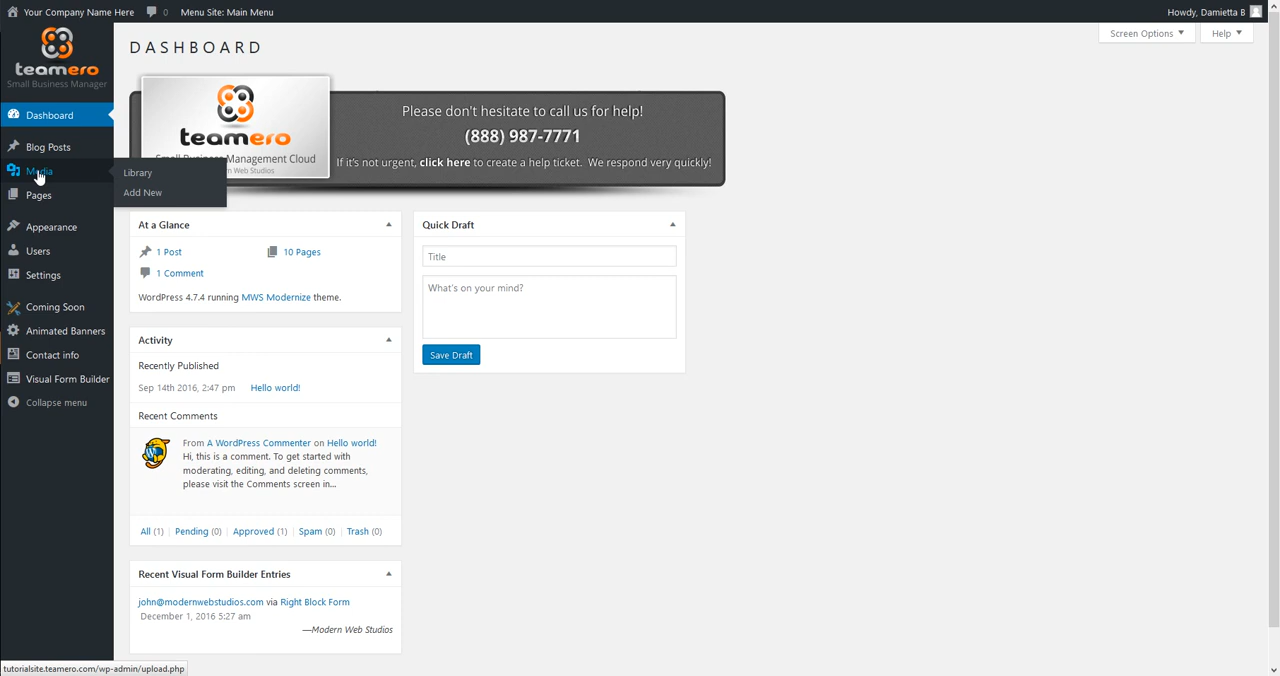 Your Company Name Here 0 Menu Site: Main Menu Howdy, Damietta B
Screen Options Help
teamero
Small Business Manager
Dashboard
Blog Posts
Media
Library
Add New
Pages
Appearance
Users
Settings
Coming Soon
Animated Banners
Contact info
Visual Form Builder
Collapse menu
DASHBOARD
teamero
Small Business Management Cloud
Please don't hesitate to call us for help!
(888) 987-7771
If it's not urgent, click here to create a help ticket. We respond very quickly!
At a Glance
1 Post 10 Pages
1 Comment
WordPress 4.7.4 running MWS Modernize theme.
Activity
Recently Published
Sep 14th 2016, 2:47 pm Hello world!
Recent Comments
From A WordPress Commenter on Hello world!
Hi, this is a comment. To get started with
moderating, editing, and deleting comments,
please visit the Comments screen in...
All (1) | Pending (0) | Approved (1) | Spam (0) | Trash (0)
Recent Visual Form Builder Entries
john@modernwebstudios.com via Right Block Form
December 1, 2016 5:27 am
—Modern Web Studios
Quick Draft
Title
What's on your mind?
Save Draft
tutorialsite.teamero.com/wp-admin/upload.php